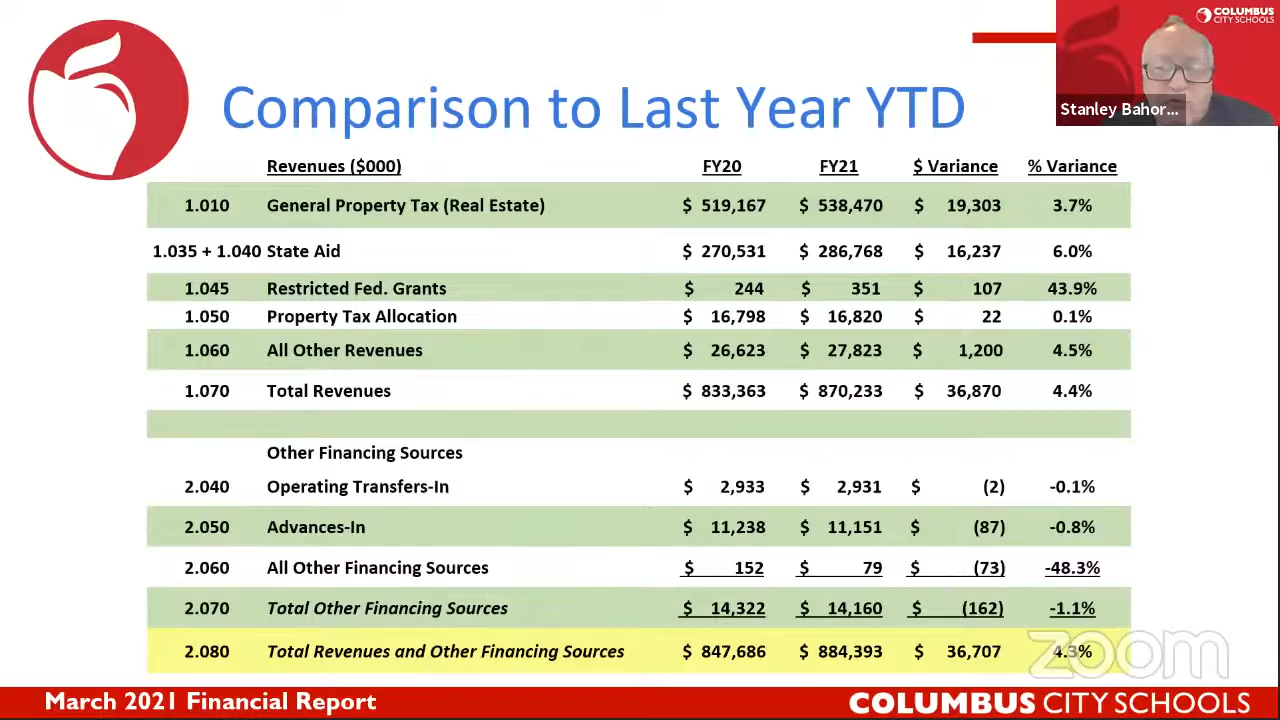 COLUMBUS
CITY SCHOOLS
Stanley Bahor...
Comparison to Last Year YTD
Revenues ($000) FY20 FY21 $ Variance % Variance
1.010 General Property Tax (Real Estate) $ 519,167 $ 538,470 $ 19,303 3.7%
1.035 + 1.040 State Aid $ 270,531 $ 286,768 $ 16,237 6.0%
1.045 Restricted Fed. Grants $ 244 $ 351 $ 107 43.9%
1.050 Property Tax Allocation $ 16,798 $ 16,820 $ 22 0.1%
1.060 All Other Revenues $ 26,623 $ 27,823 $ 1,200 4.5%
1.070 Total Revenues $ 833,363 $ 870,233 $ 36,870 4.4%
Other Financing Sources
2.040 Operating Transfers-In $ 2,933 $ 2,931 $ (2) -0.1%
2.050 Advances-In $ 11,238 $ 11,151 $ (87) -0.8%
2.060 All Other Financing Sources $ 152 $ 79 $ (73) -48.3%
2.070 Total Other Financing Sources $ 14,322 $ 14,160 $ (162) -1.1%
2.080 Total Revenues and Other Financing Sources $ 847,686 $ 884,393 $ 36,707 4.3%
zoom
March 2021 Financial Report COLUMBUS CITY SCHOOLS